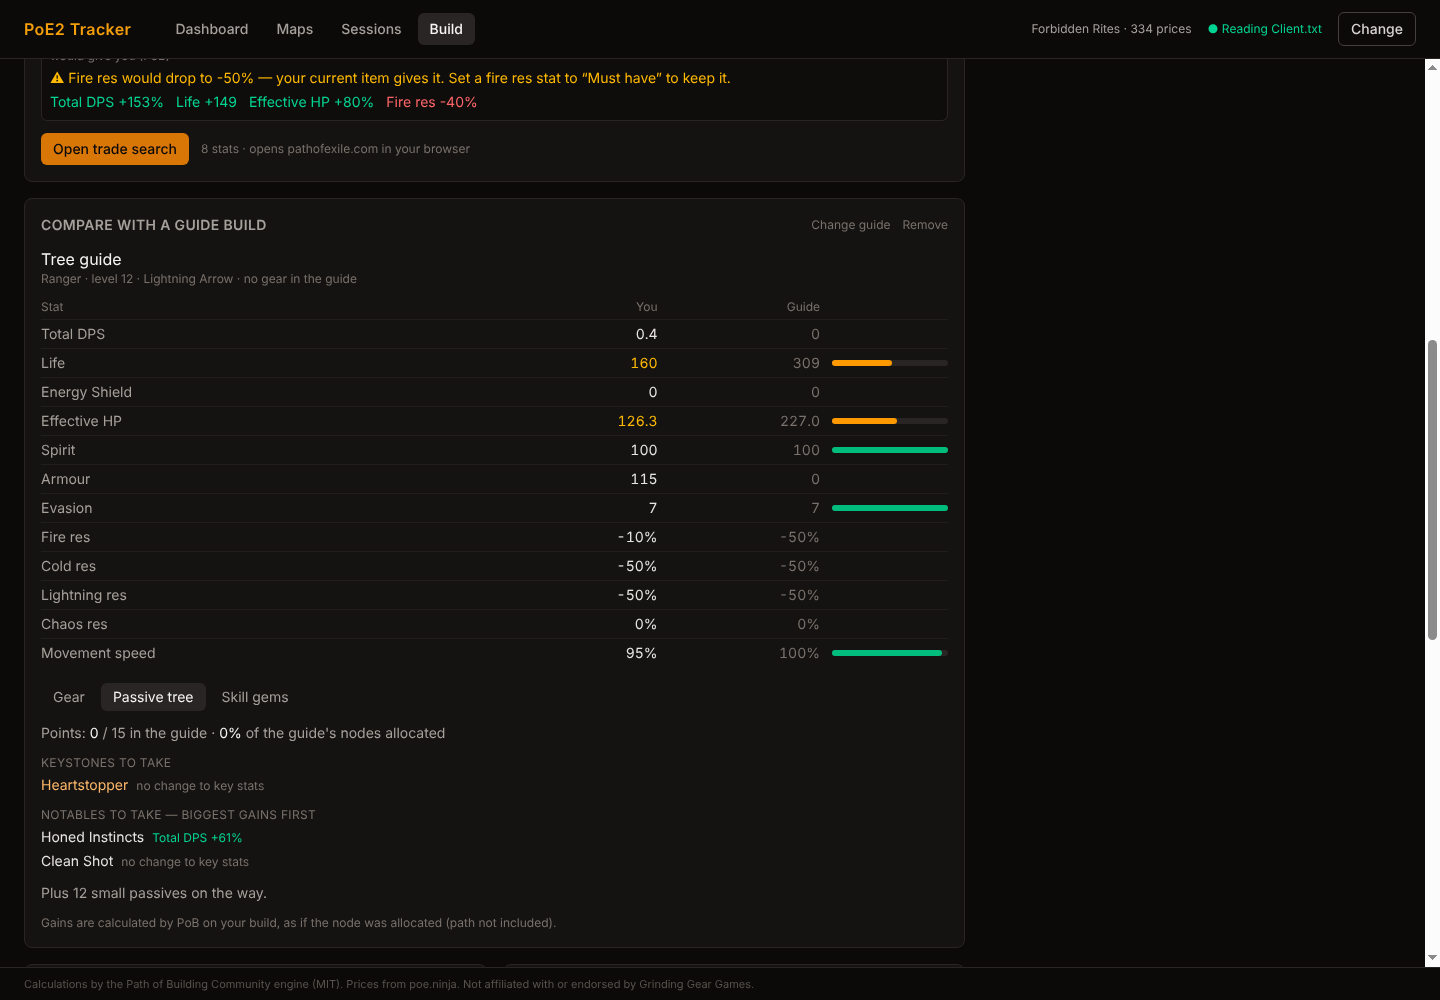 PoE2 Tracker Dashboard Maps Sessions Build Forbidden Rites · 334 prices Reading Client.txt Change
⚠ Fire res would drop to -50% — your current item gives it. Set a fire res stat to “Must have” to keep it.
Total DPS +153% Life +149 Effective HP +80% Fire res -40%
Open trade search 8 stats · opens pathofexile.com in your browser
COMPARE WITH A GUIDE BUILD Change guide Remove
Tree guide
Ranger · level 12 · Lightning Arrow · no gear in the guide
Stat You Guide
Total DPS 0.4 0
Life 160 309
Energy Shield 0 0
Effective HP 126.3 227.0
Spirit 100 100
Armour 115 0
Evasion 7 7
Fire res -10% -50%
Cold res -50% -50%
Lightning res -50% -50%
Chaos res 0% 0%
Movement speed 95% 100%
Gear Passive tree Skill gems
Points: 0 / 15 in the guide · 0% of the guide's nodes allocated
KEYSTONES TO TAKE
Heartstopper no change to key stats
NOTABLES TO TAKE — BIGGEST GAINS FIRST
Honed Instincts Total DPS +61%
Clean Shot no change to key stats
Plus 12 small passives on the way.
Gains are calculated by PoB on your build, as if the node was allocated (path not included).
Calculations by the Path of Building Community engine (MIT). Prices from poe.ninja. Not affiliated with or endorsed by Grinding Gear Games.